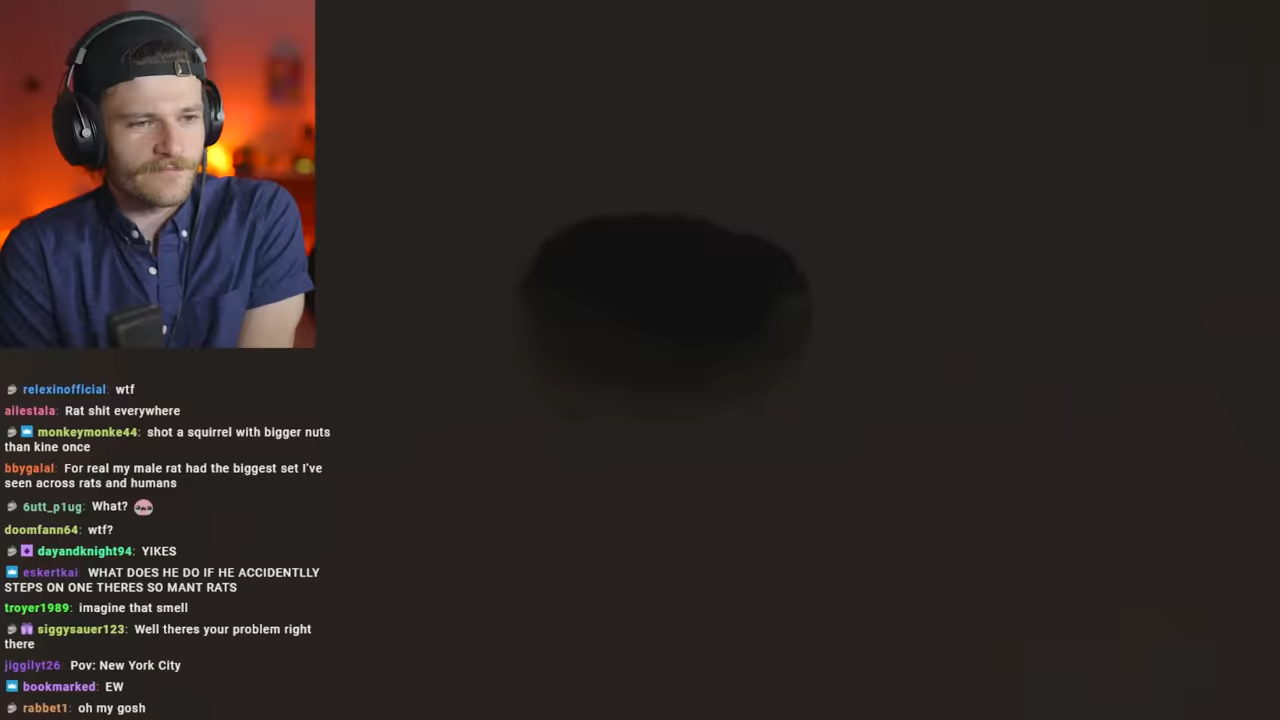 relexinofficial: wtf
ailestala: Rat shit everywhere
monkeymonke44: shot a squirrel with bigger nuts
than kine once
bbygalal: For real my male rat had the biggest set I've
seen across rats and humans
6utt_p1ug: What?
doomfann64: wtf?
dayandknight94: YIKES
eskertkai: WHAT DOES HE DO IF HE ACCIDENTLLY
STEPS ON ONE THERES SO MANT RATS
troyer1989: imagine that smell
siggysauer123: Well theres your problem right
there
jiggilyt26: Pov: New York City
bookmarked: EW
rabbet1: oh my gosh